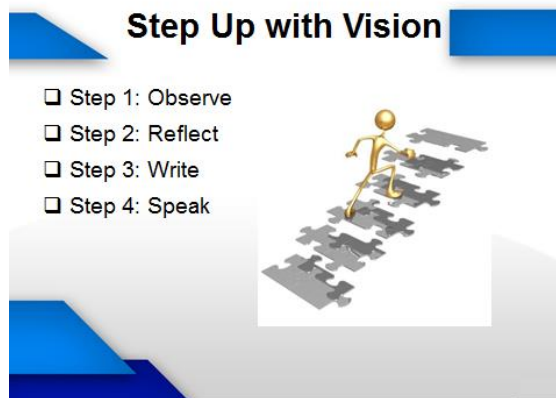 Step Up with Vision
❑ Step 1: Observe
❑ Step 2: Reflect
❑ Step 3: Write
❑ Step 4: Speak